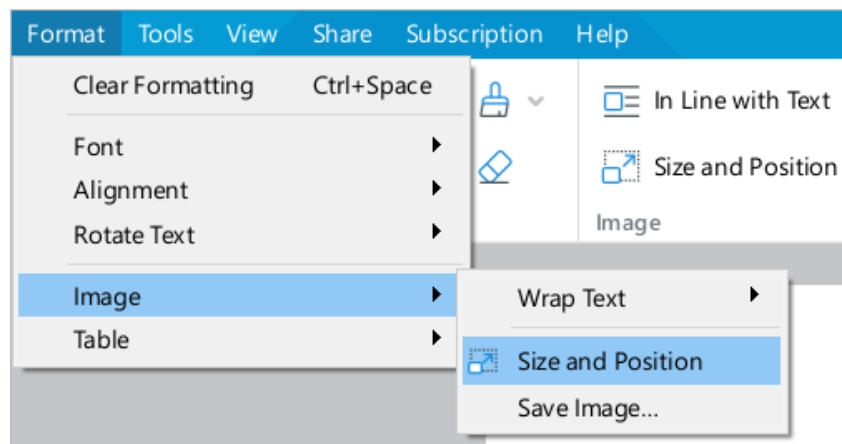 Format Tools View Share Subscription Help
Clear Formatting Ctrl+Space
Font
Alignment
Rotate Text
Image
Table
In Line with Text
Size and Position
Image
Wrap Text
Size and Position
Save Image...